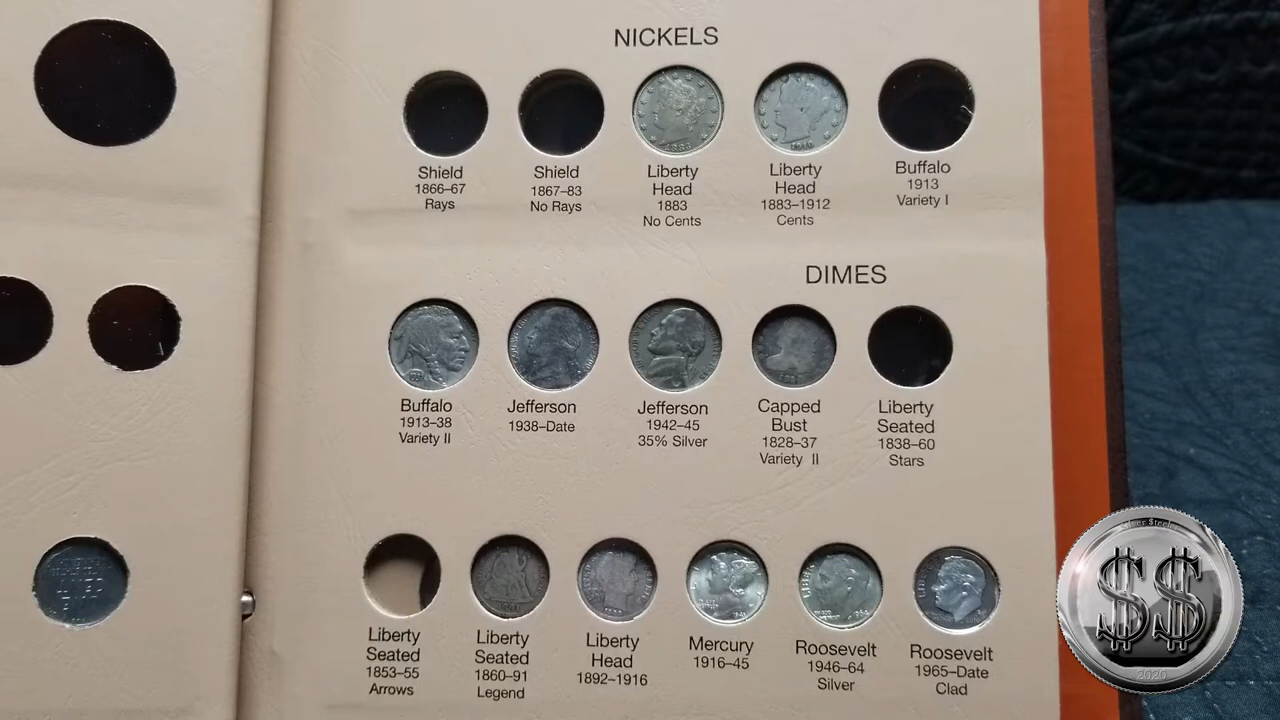 NICKELS
Shield
1866–67
Rays
Shield
1867–83
No Rays
Liberty
Head
1883
No Cents
Liberty
Head
1883–1912
Cents
Buffalo
1913
Variety I
DIMES
Buffalo
1913–38
Variety II
Jefferson
1938–Date
Jefferson
1942–45
35% Silver
Capped
Bust
1828–37
Variety II
Liberty
Seated
1838–60
Stars
Liberty
Seated
1853–55
Arrows
Liberty
Seated
1860–91
Legend
Liberty
Head
1892–1916
Mercury
1916–45
Roosevelt
1946–64
Silver
Roosevelt
1965–Date
Clad
$$
2020